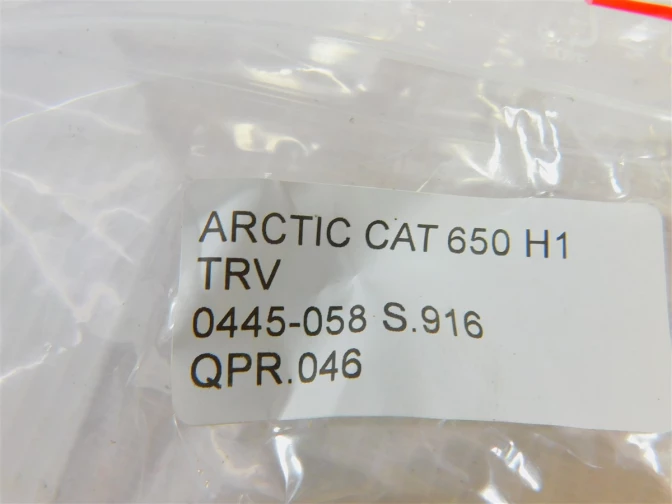 ARCTIC CAT 650 H1
TRV
0445-058 S.916
QPR.046